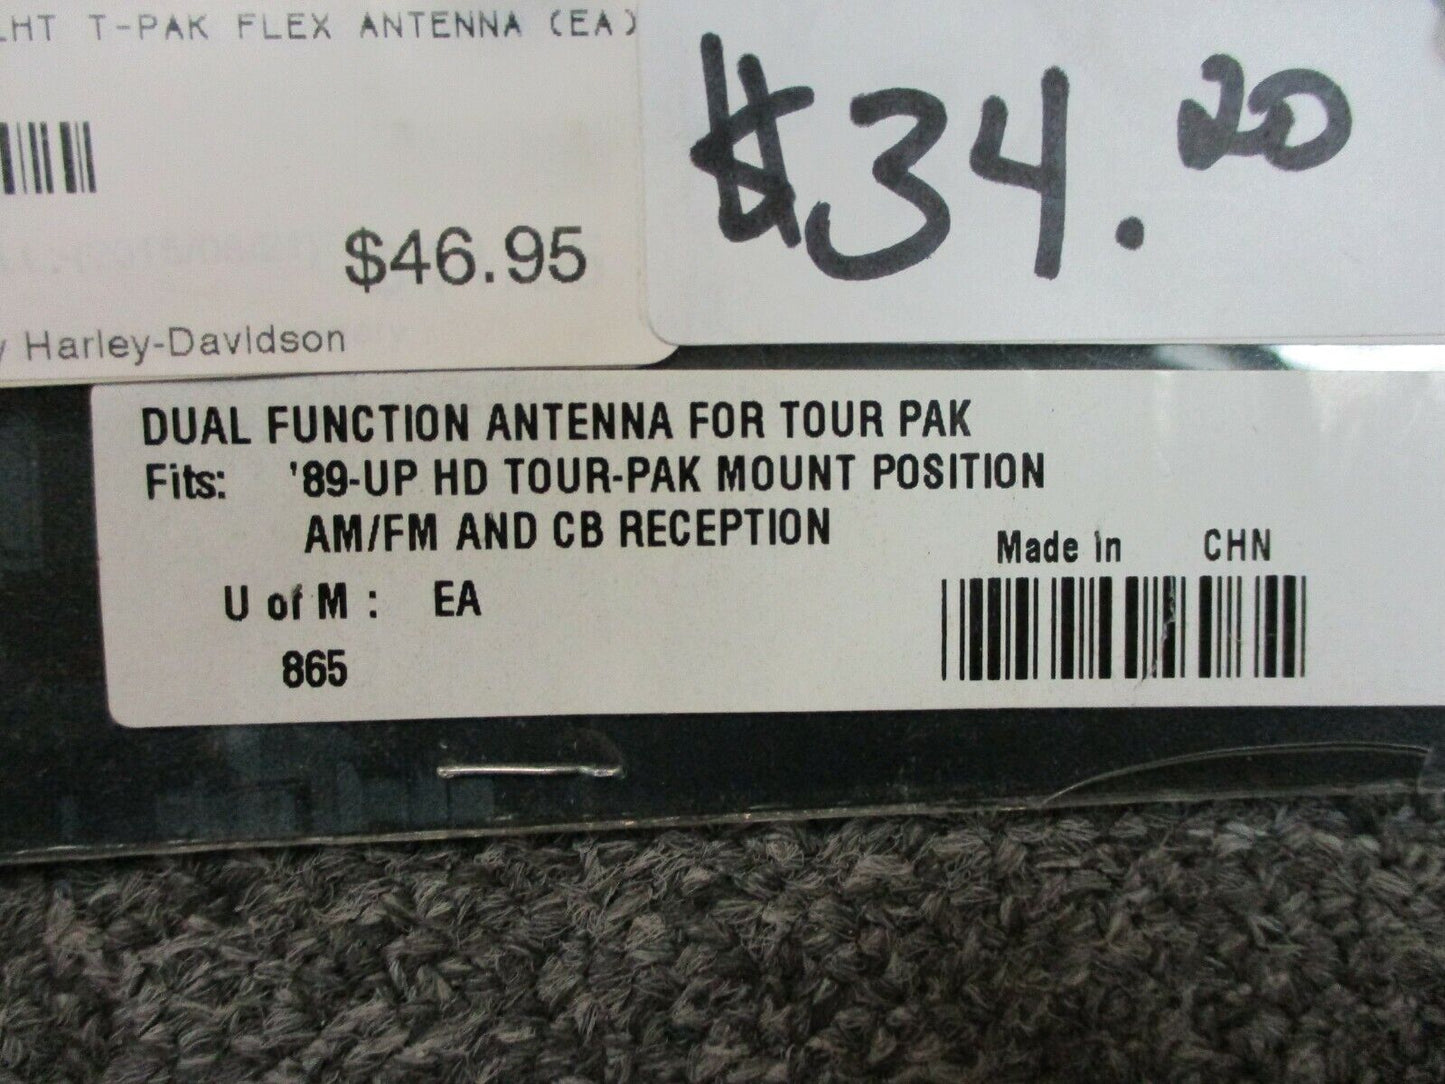 LHT T-PAK FLEX ANTENNA (EA)
$34.20
$46.95
y Harley-Davidson
DUAL FUNCTION ANTENNA FOR TOUR PAK
Fits: '89-UP HD TOUR-PAK MOUNT POSITION
AM/FM AND CB RECEPTION
Made in CHN
U of M : EA
865